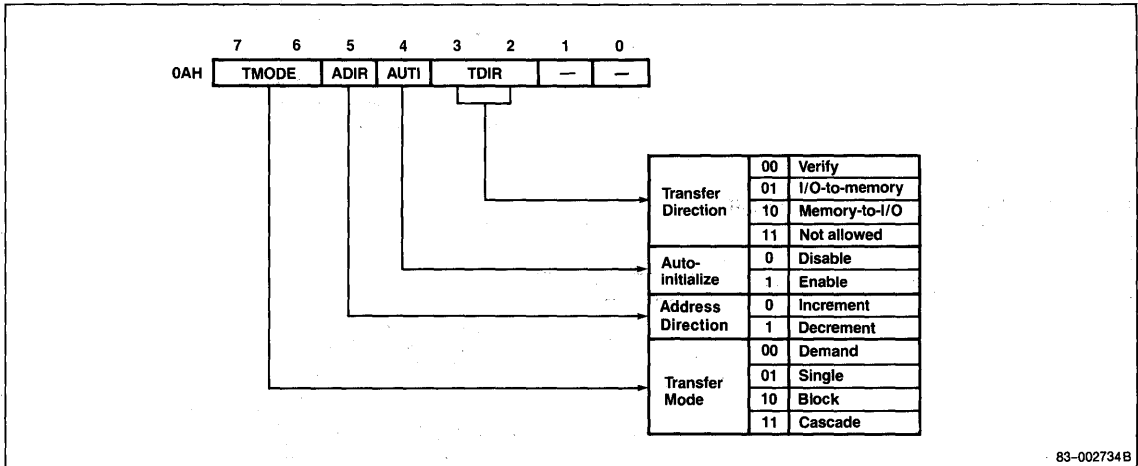 7 6 5 4 3 2 1 0
0AH TMODE ADIR AUTI TDIR — —
Transfer
Direction
00 Verify
01 I/O-to-memory
10 Memory-to-I/O
11 Not allowed
Auto-
initialize
0 Disable
1 Enable
Address
Direction
0 Increment
1 Decrement
Transfer
Mode
00 Demand
01 Single
10 Block
11 Cascade
83-002734B